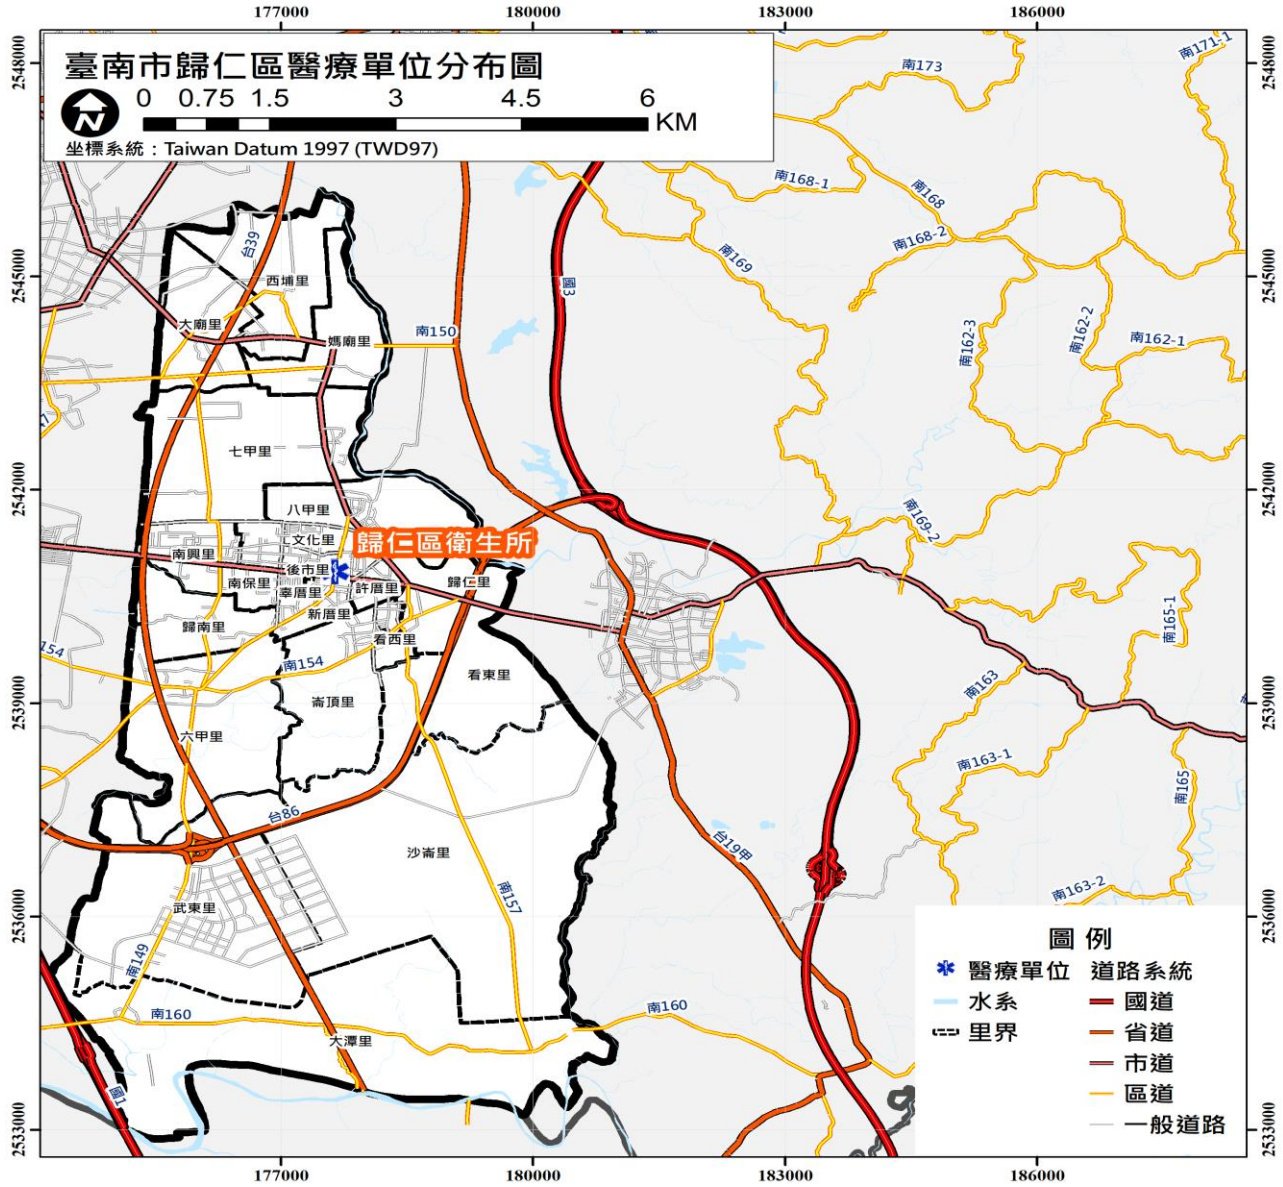 177000
180000
183000
186000
臺南市歸仁區醫療單位分布圖
0 0.75 1.5 3 4.5 6
KM
N
坐標系統：Taiwan Datum 1997 (TWD97)
2548000
2548000
南171-1
南173
南168-1
南168
南168-2
南169
台39
2545000
2545000
西埔里
國3
大廟里
媽廟里
南150
南162-3
南162-2
南162-1
47
七甲里
2542000
2542000
八甲里
文化里
歸仁區衛生所
南169-2
南興里
後市里
南保里
辜厝里
許厝里
歸仁里
新厝里
歸南里
看西里
南165-1
154
南154
看東里
南163
崙頂里
2539000
2539000
六甲里
南163-1
南165
台86
台19甲
沙崙里
南157
南163-2
武東里
2536000
2536000
南149
南160
南160
大潭里
國1
圖 例
醫療單位 道路系統
水系
國道
里界
省道
市道
區道
一般道路
2533000
2533000
177000
180000
183000
186000